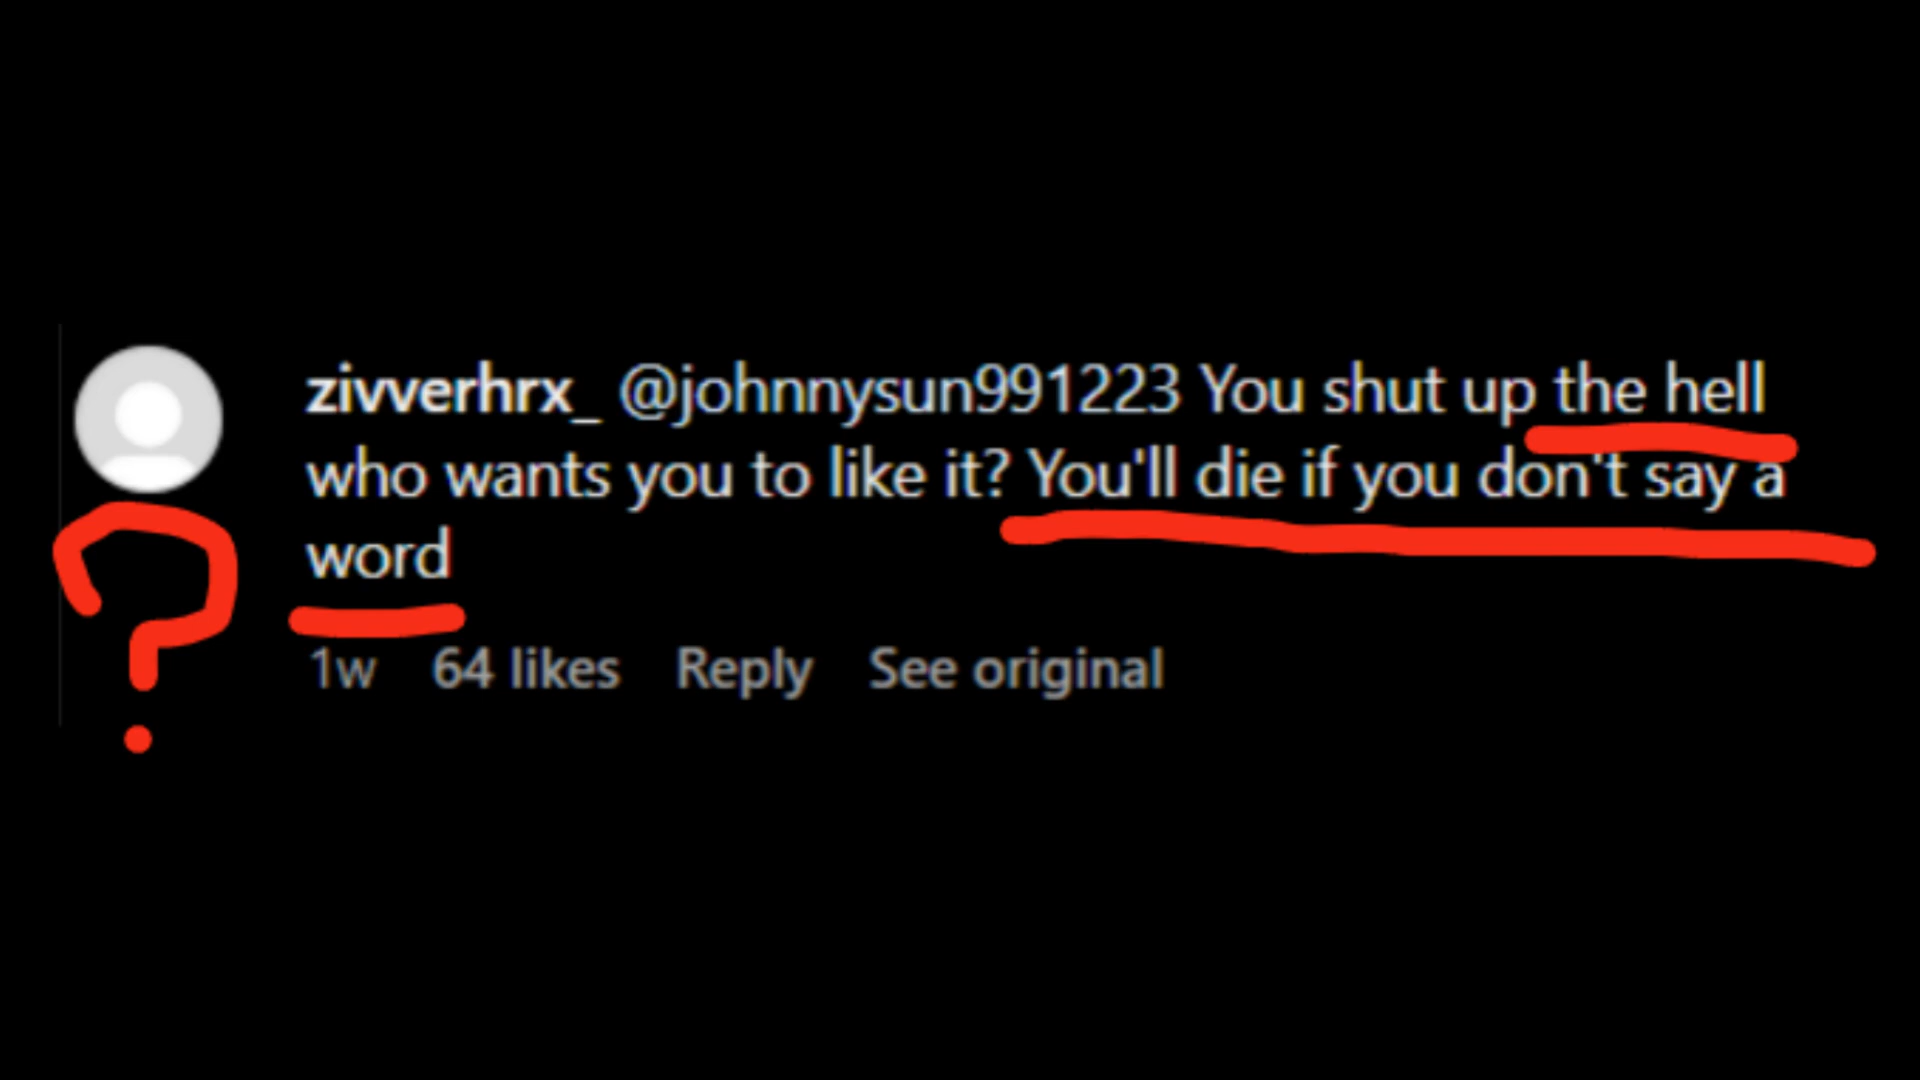 zivverhrx_ @johnnysun991223 You shut up the hell
who wants you to like it? You'll die if you don't say a
word
1w 64 likes Reply See original
?